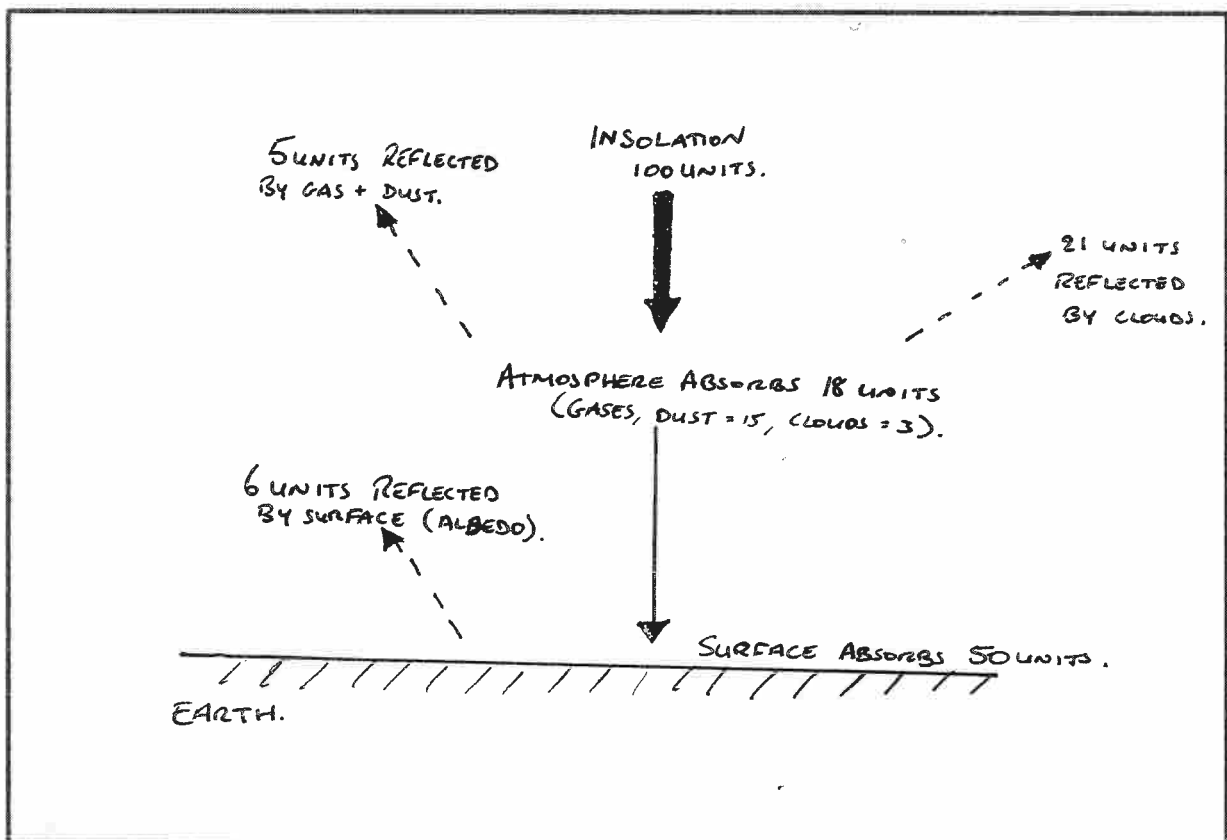 INSOLATION
100 UNITS.
5 UNITS REFLECTED
BY GAS + DUST.
21 UNITS
REFLECTED
BY CLOUDS.
ATMOSPHERE ABSORBS 18 UNITS
(GASES, DUST = 15, CLOUDS = 3).
6 UNITS REFLECTED
BY SURFACE (ALBEDO).
SURFACE ABSORBS 50 UNITS.
EARTH.